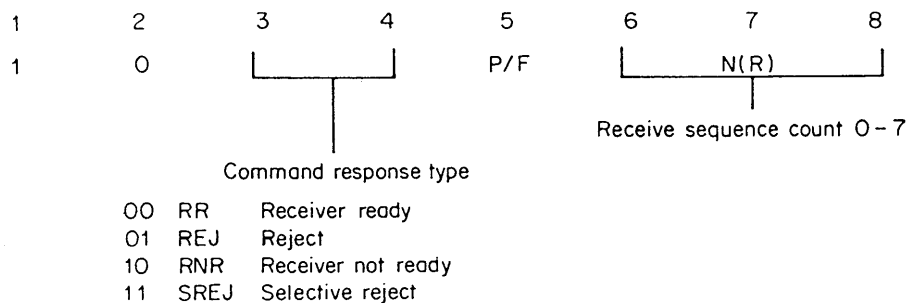 1 2 3 4 5 6 7 8
1 0 P/F N(R)
Receive sequence count 0-7
Command response type
00 RR Receiver ready
01 REJ Reject
10 RNR Receiver not ready
11 SREJ Selective reject